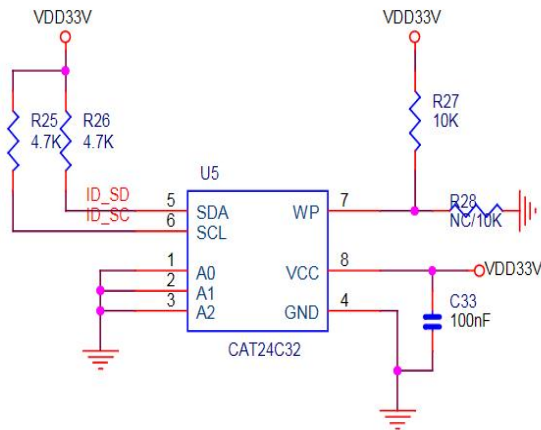 VDD33V
VDD33V
R25
4.7K
R26
4.7K
R27
10K
U5
ID_SD
ID_SC
5
6
SDA
SCL
WP
7
R28
NC/10K
1
2
3
A0
A1
A2
VCC
GND
8
4
VDD33V
C33
100nF
CAT24C32